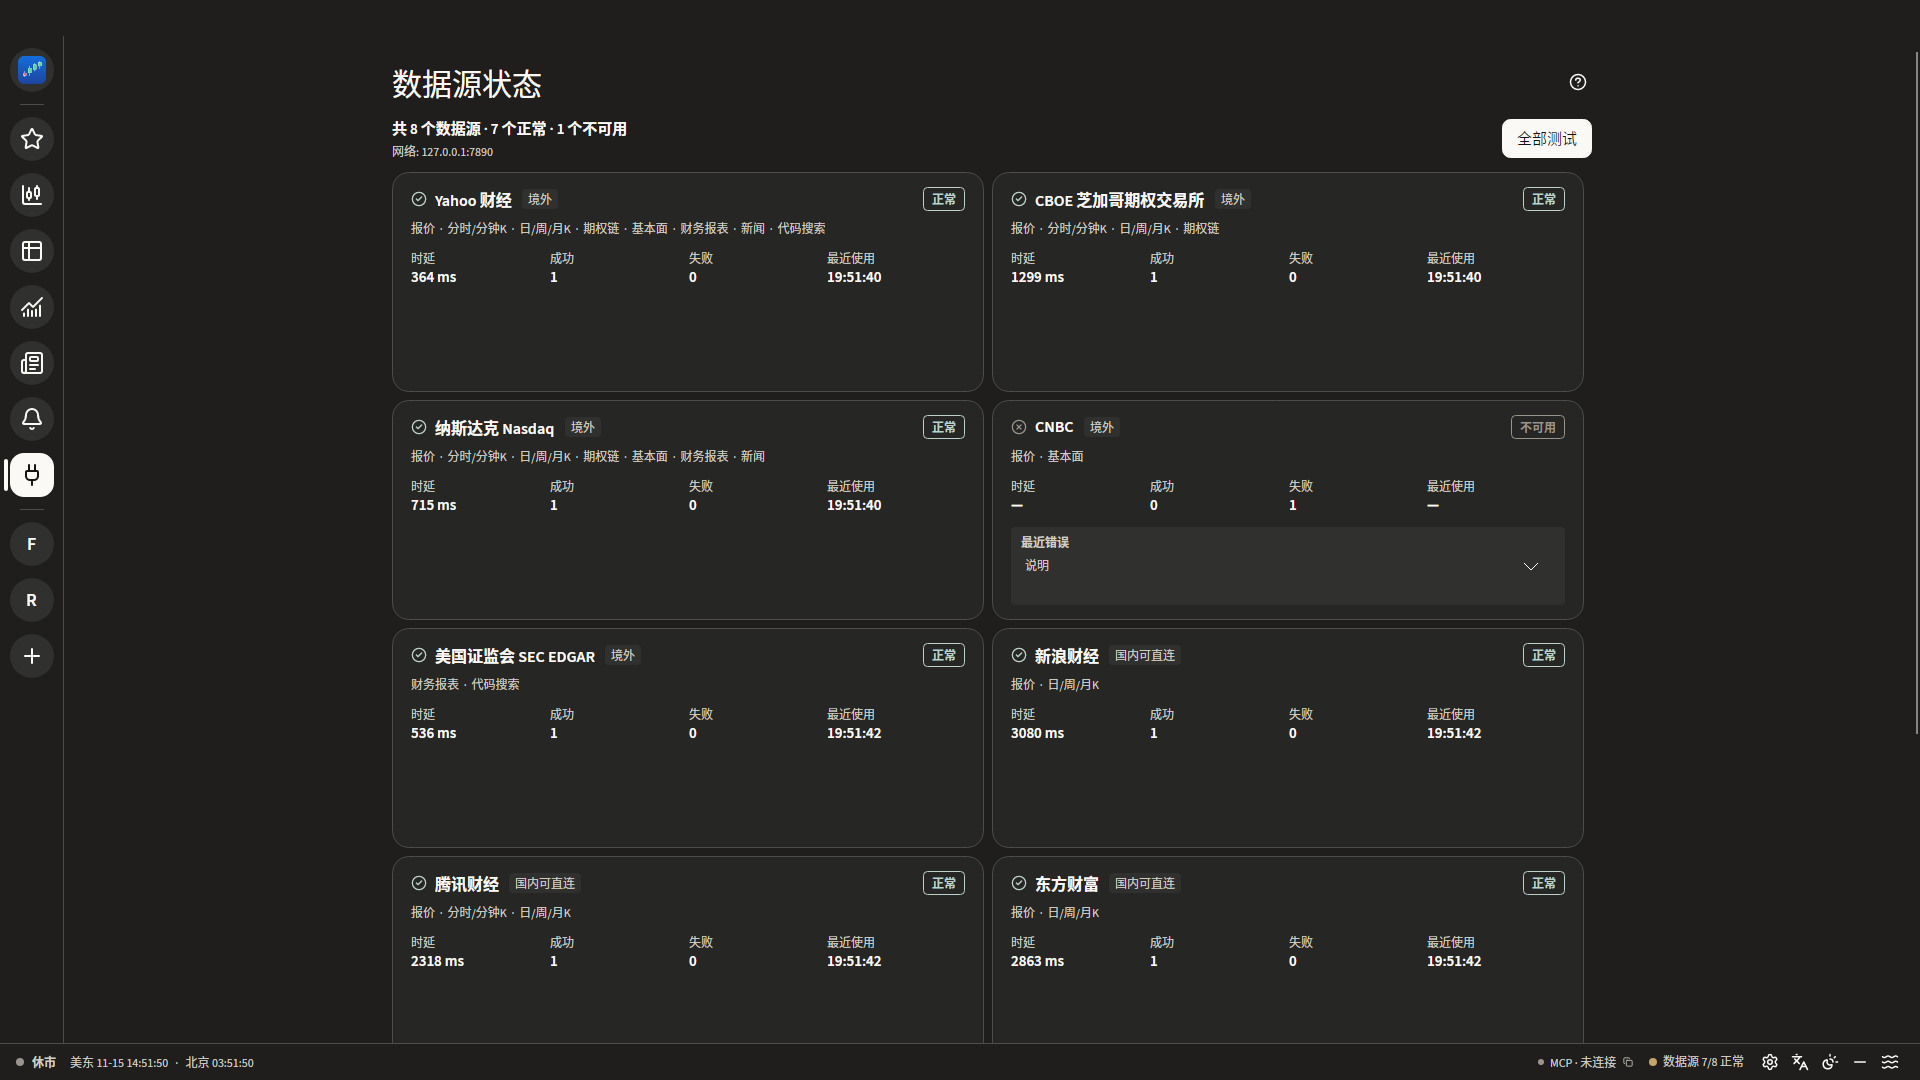 数据源状态
共 8 个数据源 · 7 个正常 · 1 个不可用
网络: 127.0.0.1:7890
全部测试
Yahoo 财经 境外 正常
报价 · 分时/分钟K · 日/周/月K · 期权链 · 基本面 · 财务报表 · 新闻 · 代码搜索
时延 成功 失败 最近使用
364 ms 1 0 19:51:40
CBOE 芝加哥期权交易所 境外 正常
报价 · 分时/分钟K · 日/周/月K · 期权链
时延 成功 失败 最近使用
1299 ms 1 0 19:51:40
纳斯达克 Nasdaq 境外 正常
报价 · 分时/分钟K · 日/周/月K · 期权链 · 基本面 · 财务报表 · 新闻
时延 成功 失败 最近使用
715 ms 1 0 19:51:40
CNBC 境外 不可用
报价 · 基本面
时延 成功 失败 最近使用
— 0 1 —
最近错误
说明
美国证监会 SEC EDGAR 境外 正常
财务报表 · 代码搜索
时延 成功 失败 最近使用
536 ms 1 0 19:51:42
新浪财经 国内可直连 正常
报价 · 日/周/月K
时延 成功 失败 最近使用
3080 ms 1 0 19:51:42
腾讯财经 国内可直连 正常
报价 · 分时/分钟K · 日/周/月K
时延 成功 失败 最近使用
2318 ms 1 0 19:51:42
东方财富 国内可直连 正常
报价 · 日/周/月K
时延 成功 失败 最近使用
2863 ms 1 0 19:51:42
F
R
休市 美东 11-15 14:51:50 · 北京 03:51:50
MCP · 未连接 数据源 7/8 正常